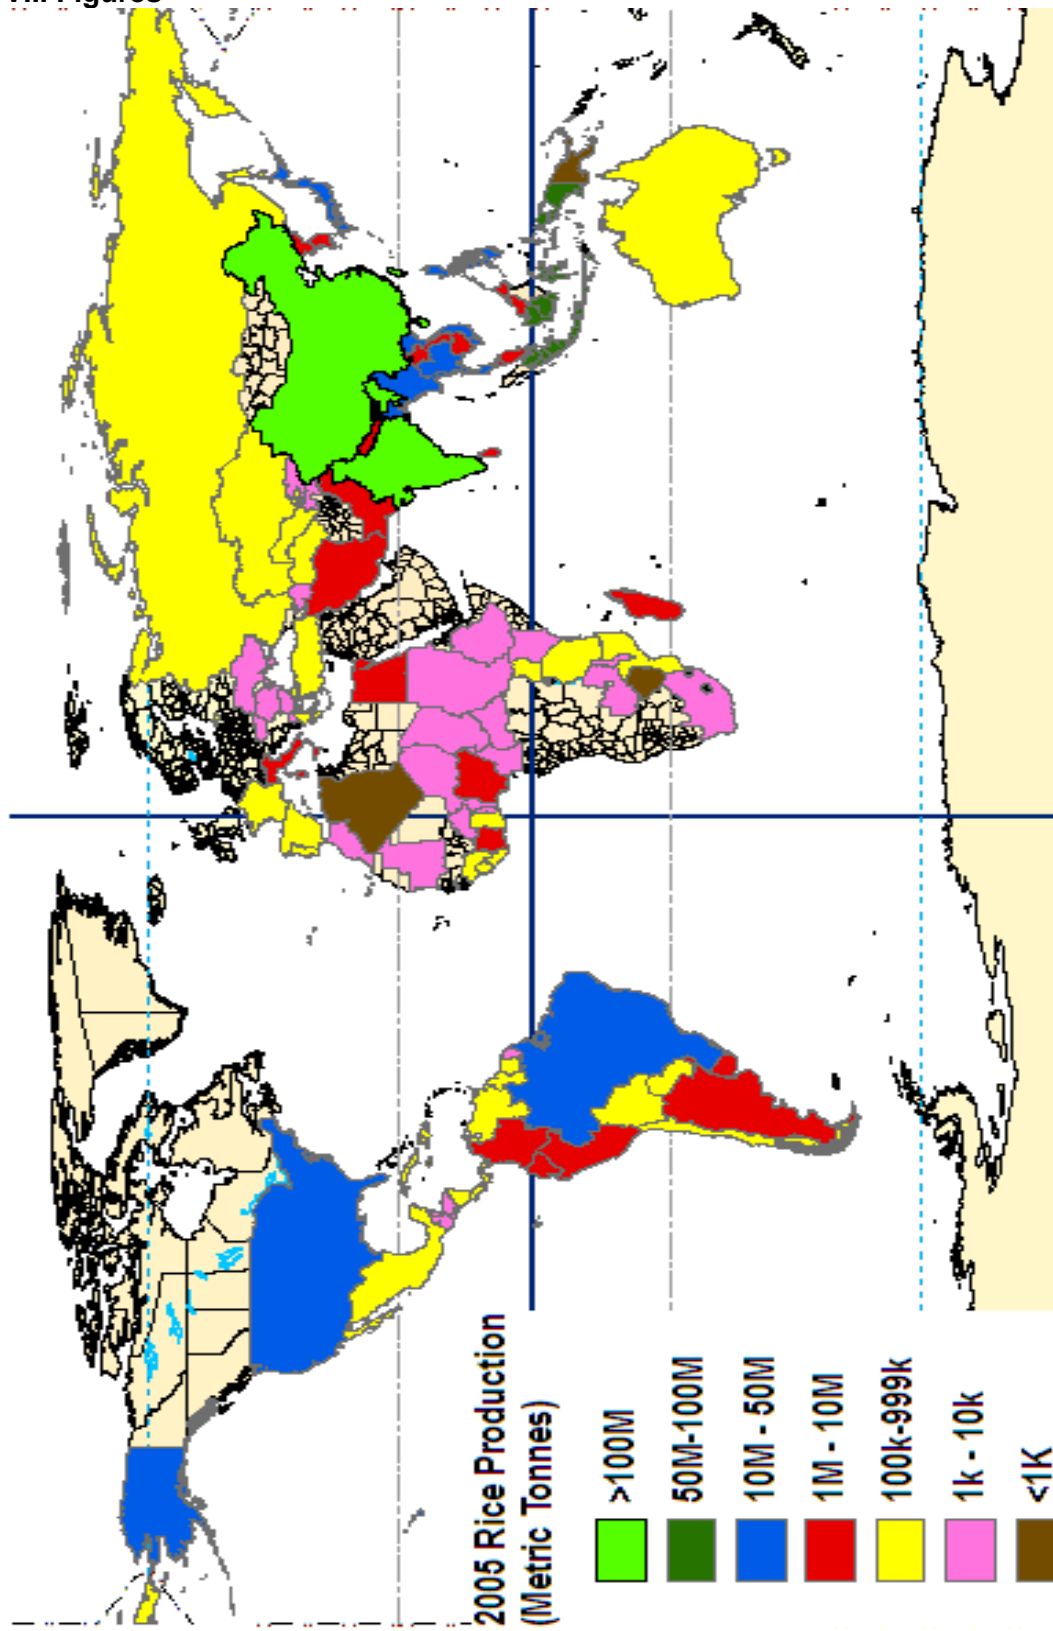 2005 Rice Production
(Metric Tonnes)
>100M
50M-100M
10M - 50M
1M - 10M
100k-999k
1k - 10k
<1K